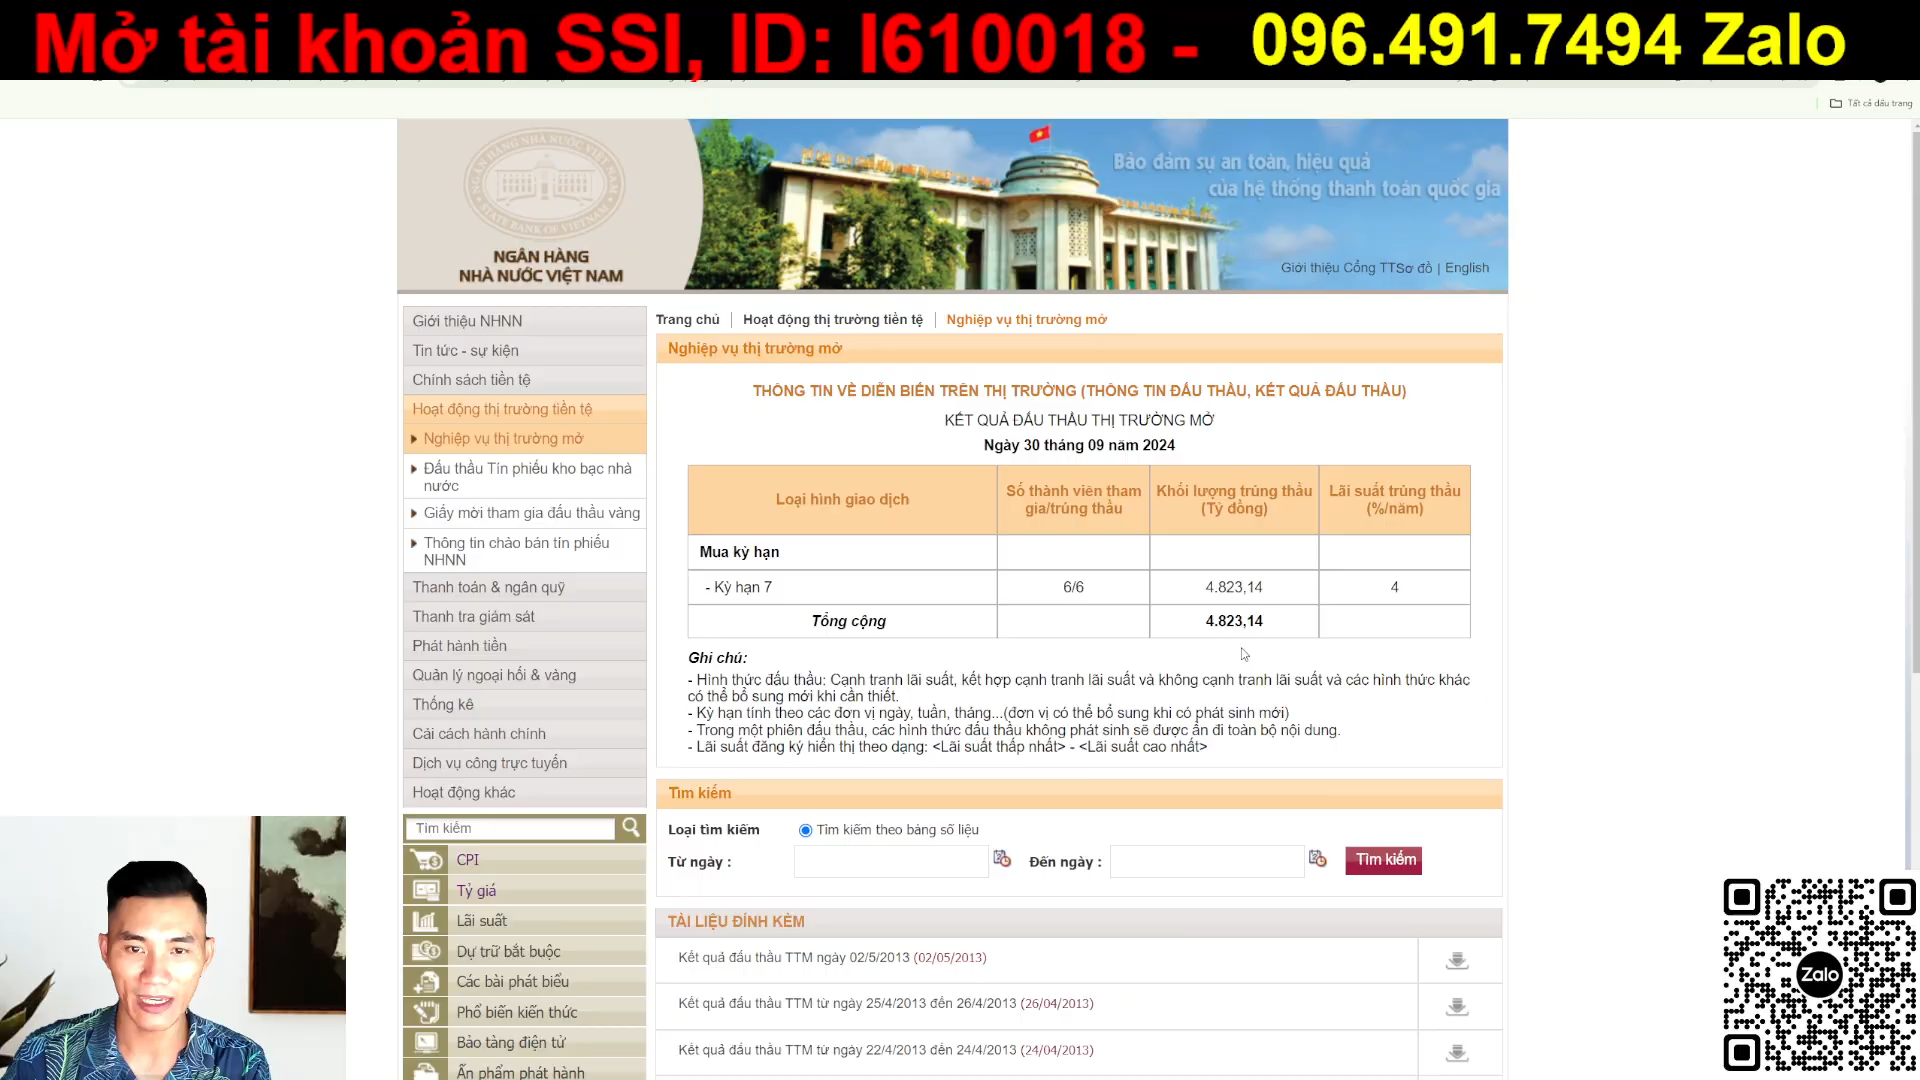 Mở tài khoản SSI, ID: I610018 - 096.491.7494 Zalo
Tất cả dấu trang
NGÂN HÀNG NHÀ NƯỚC VIỆT NAM
STATE BANK OF VIETNAM
NGÂN HÀNG
NHÀ NƯỚC VIỆT NAM
Bảo đảm sự an toàn, hiệu quả
của hệ thống thanh toán quốc gia
Giới thiệu Cổng TTSơ đồ | English
Giới thiệu NHNN
Tin tức - sự kiện
Chính sách tiền tệ
Hoạt động thị trường tiền tệ
Nghiệp vụ thị trường mở
Đấu thầu Tín phiếu kho bạc nhà
nước
Giấy mời tham gia đấu thầu vàng
Thông tin chào bán tín phiếu
NHNN
Thanh toán & ngân quỹ
Thanh tra giám sát
Phát hành tiền
Quản lý ngoại hối & vàng
Thống kê
Cải cách hành chính
Dịch vụ công trực tuyến
Hoạt động khác
Tìm kiếm
CPI
Tỷ giá
Lãi suất
Dự trữ bắt buộc
Các bài phát biểu
Phổ biến kiến thức
Bảo tàng điện tử
Ấn phẩm phát hành
Trang chủ | Hoạt động thị trường tiền tệ | Nghiệp vụ thị trường mở
Nghiệp vụ thị trường mở
THÔNG TIN VỀ DIỄN BIẾN TRÊN THỊ TRƯỜNG (THÔNG TIN ĐẤU THẦU, KẾT QUẢ ĐẤU THẦU)
KẾT QUẢ ĐẤU THẦU THỊ TRƯỜNG MỞ
Ngày 30 tháng 09 năm 2024
Loại hình giao dịch
Số thành viên tham
gia/trúng thầu
Khối lượng trúng thầu
(Tỷ đồng)
Lãi suất trúng thầu
(%/năm)
Mua kỳ hạn
- Kỳ hạn 7 6/6 4.823,14 4
Tổng cộng 4.823,14
Ghi chú:
- Hình thức đấu thầu: Cạnh tranh lãi suất, kết hợp cạnh tranh lãi suất và không cạnh tranh lãi suất và các hình thức khác
có thể bổ sung mới khi cần thiết.
- Kỳ hạn tính theo các đơn vị ngày, tuần, tháng...(đơn vị có thể bổ sung khi có phát sinh mới)
- Trong một phiên đấu thầu, các hình thức đấu thầu không phát sinh sẽ được ẩn đi toàn bộ nội dung.
- Lãi suất đăng ký hiển thị theo dạng: <Lãi suất thấp nhất> - <Lãi suất cao nhất>
Tìm kiếm
Loại tìm kiếm Tìm kiếm theo bảng số liệu
Từ ngày : Đến ngày : Tìm kiếm
TÀI LIỆU ĐÍNH KÈM
Kết quả đấu thầu TTM ngày 02/5/2013 (02/05/2013)
Kết quả đấu thầu TTM từ ngày 25/4/2013 đến 26/4/2013 (26/04/2013)
Kết quả đấu thầu TTM từ ngày 22/4/2013 đến 24/4/2013 (24/04/2013)
Zalo